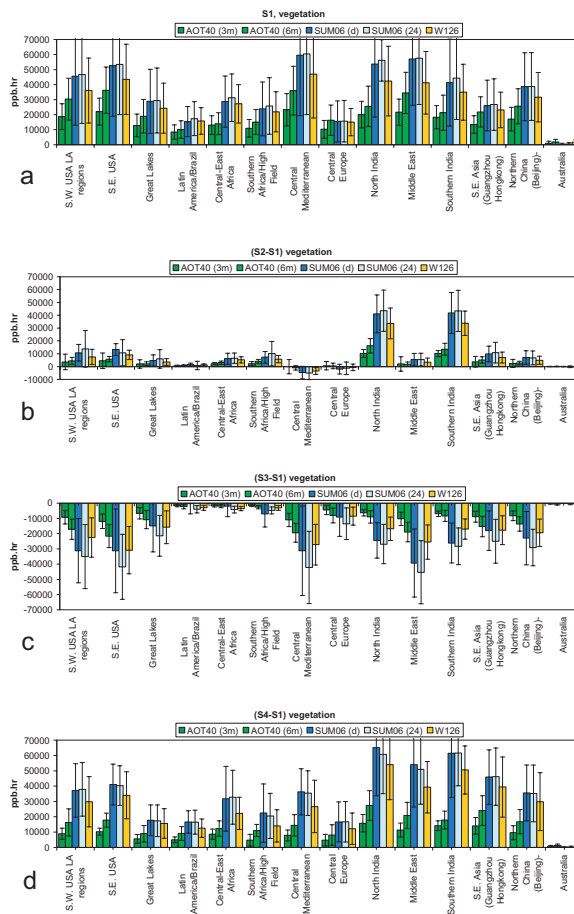 S1, vegetation
AOT40 (3m) AOT40 (6m) SUM06 (d) SUM06 (24) W126
ppb.hr
70000
60000
50000
40000
30000
20000
10000
0
S.W. USA LA regions
S.E. USA
Great Lakes
Latin America/Brazil
Central-East Africa
Southern Africa/High Field
Central Mediterranean
Central Europe
North India
Middle East
Southern India
S.E. Asia (Guangzhou Hongkong)
Northern China (Beijing)-
Australia
a
(S2-S1) vegetation
AOT40 (3m) AOT40 (6m) SUM06 (d) SUM06 (24) W126
ppb.hr
70000
60000
50000
40000
30000
20000
10000
0
-10000
S.W. USA LA regions
S.E. USA
Great Lakes
Latin America/Brazil
Central-East Africa
Southern Africa/High Field
Central Mediterranean
Central Europe
North India
Middle East
Southern India
S.E. Asia (Guangzhou Hongkong)
Northern China (Beijing)-
Australia
b
(S3-S1) vegetation
AOT40 (3m) AOT40 (6m) SUM06 (d) SUM06 (24) W126
ppb.hr
0
-10000
-20000
-30000
-40000
-50000
-60000
-70000
S.W. USA LA regions
S.E. USA
Great Lakes
Latin America/Brazil
Central-East Africa
Southern Africa/High Field
Central Mediterranean
Central Europe
North India
Middle East
Southern India
S.E. Asia (Guangzhou Hongkong)
Northern China (Beijing)-
Australia
c
(S4-S1) vegetation
AOT40 (3m) AOT40 (6m) SUM06 (d) SUM06 (24) W126
ppb.hr
70000
60000
50000
40000
30000
20000
10000
0
S.W. USA LA regions
S.E. USA
Great Lakes
Latin America/Brazil
Central-East Africa
Southern Africa/High Field
Central Mediterranean
Central Europe
North India
Middle East
Southern India
S.E. Asia (Guangzhou Hongkong)
Northern China (Beijing)-
Australia
d